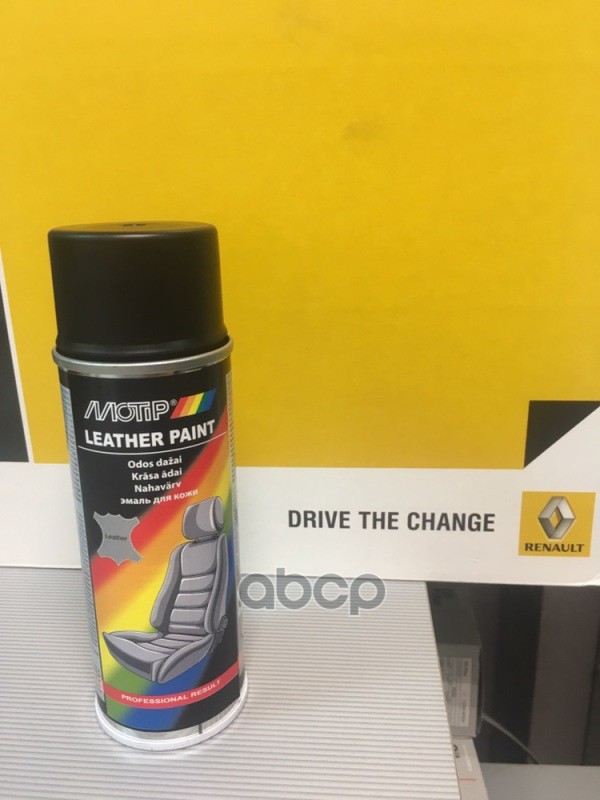 MOTIP®
LEATHER PAINT
Odos dažai
Krāsa ādai
Nahavärv
эмаль для кожи
Leather
PROFESSIONAL RESULT
DRIVE THE CHANGE
RENAULT
abcp